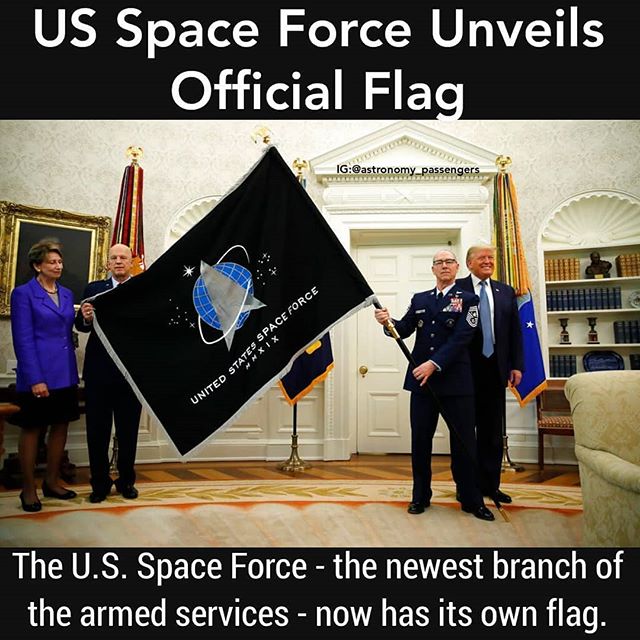 US Space Force Unveils
Official Flag
IG:@astronomy_passengers
UNITED STATES SPACE FORCE
MMXIX
The U.S. Space Force - the newest branch of
the armed services - now has its own flag.